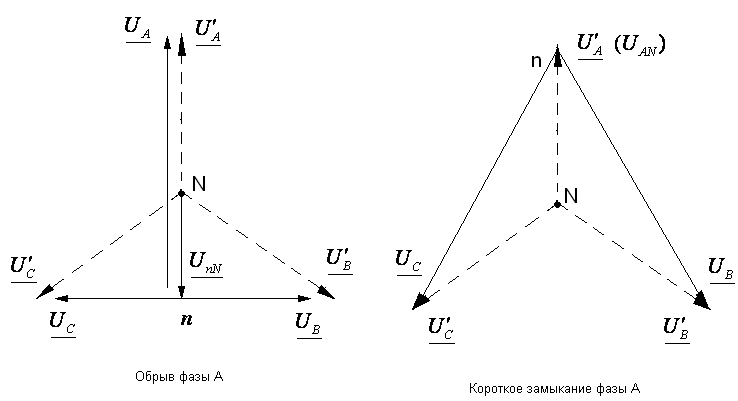 U_A U'_A
n U'_A (U_AN)
N
N
U'_C U_nN U'_B
U_C U_B
U_C n U_B
U'_C U'_B
Обрыв фазы А
Короткое замыкание фазы А